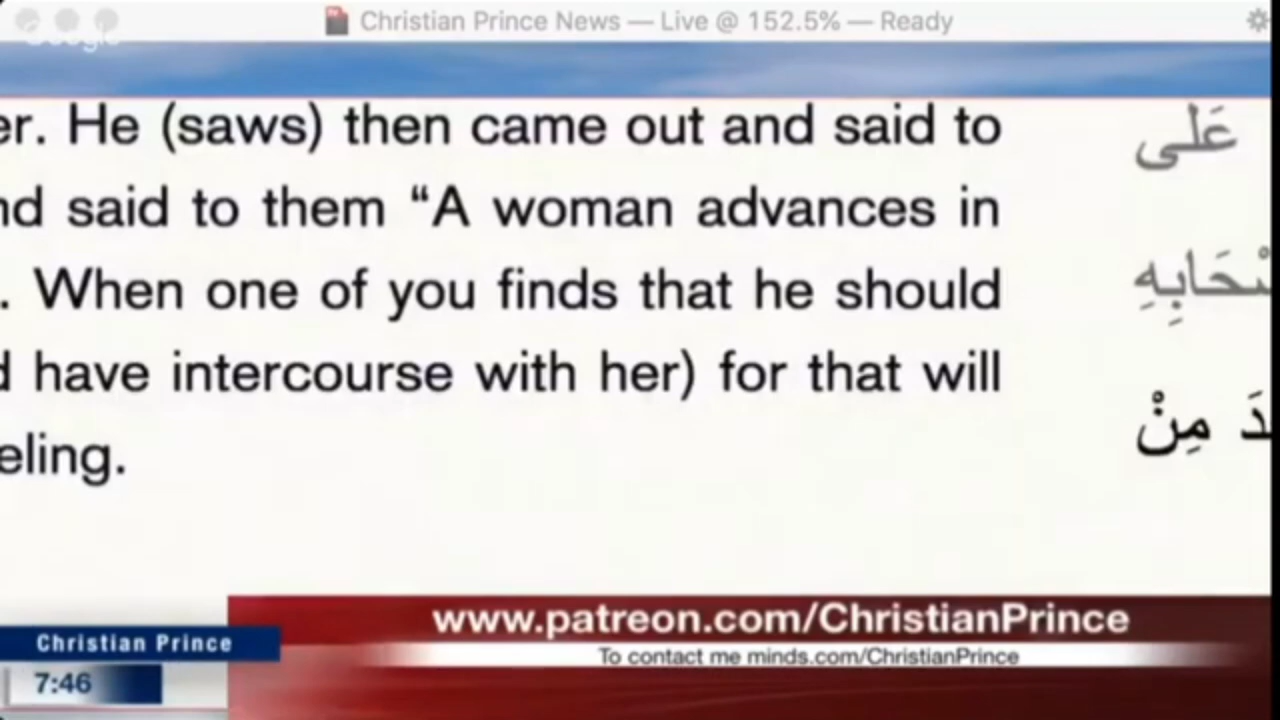 Google
Christian Prince News — Live @ 152.5% — Ready
er. He (saws) then came out and said to
nd said to them “A woman advances in
. When one of you finds that he should
d have intercourse with her) for that will
eling.
عَلى
حَابِهِ
دَ مِنْ
www.patreon.com/ChristianPrince
To contact me minds.com/ChristianPrince
Christian Prince
7:46